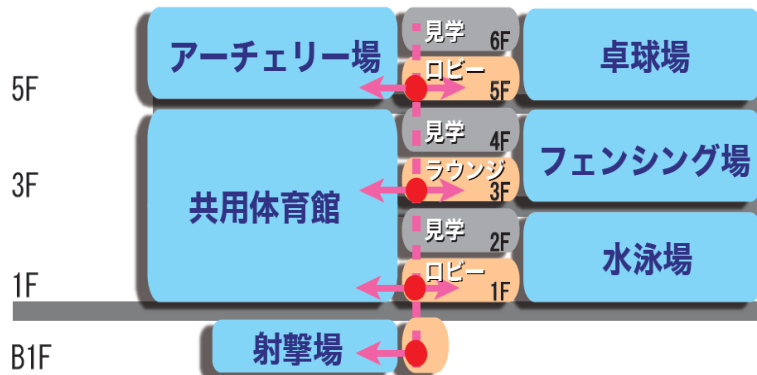 アーチェリー場
見学
6F
卓球場
5F
ロビー
5F
見学
4F
フェンシング場
3F
ラウンジ
3F
共用体育館
見学
2F
水泳場
1F
ロビー
1F
B1F
射撃場